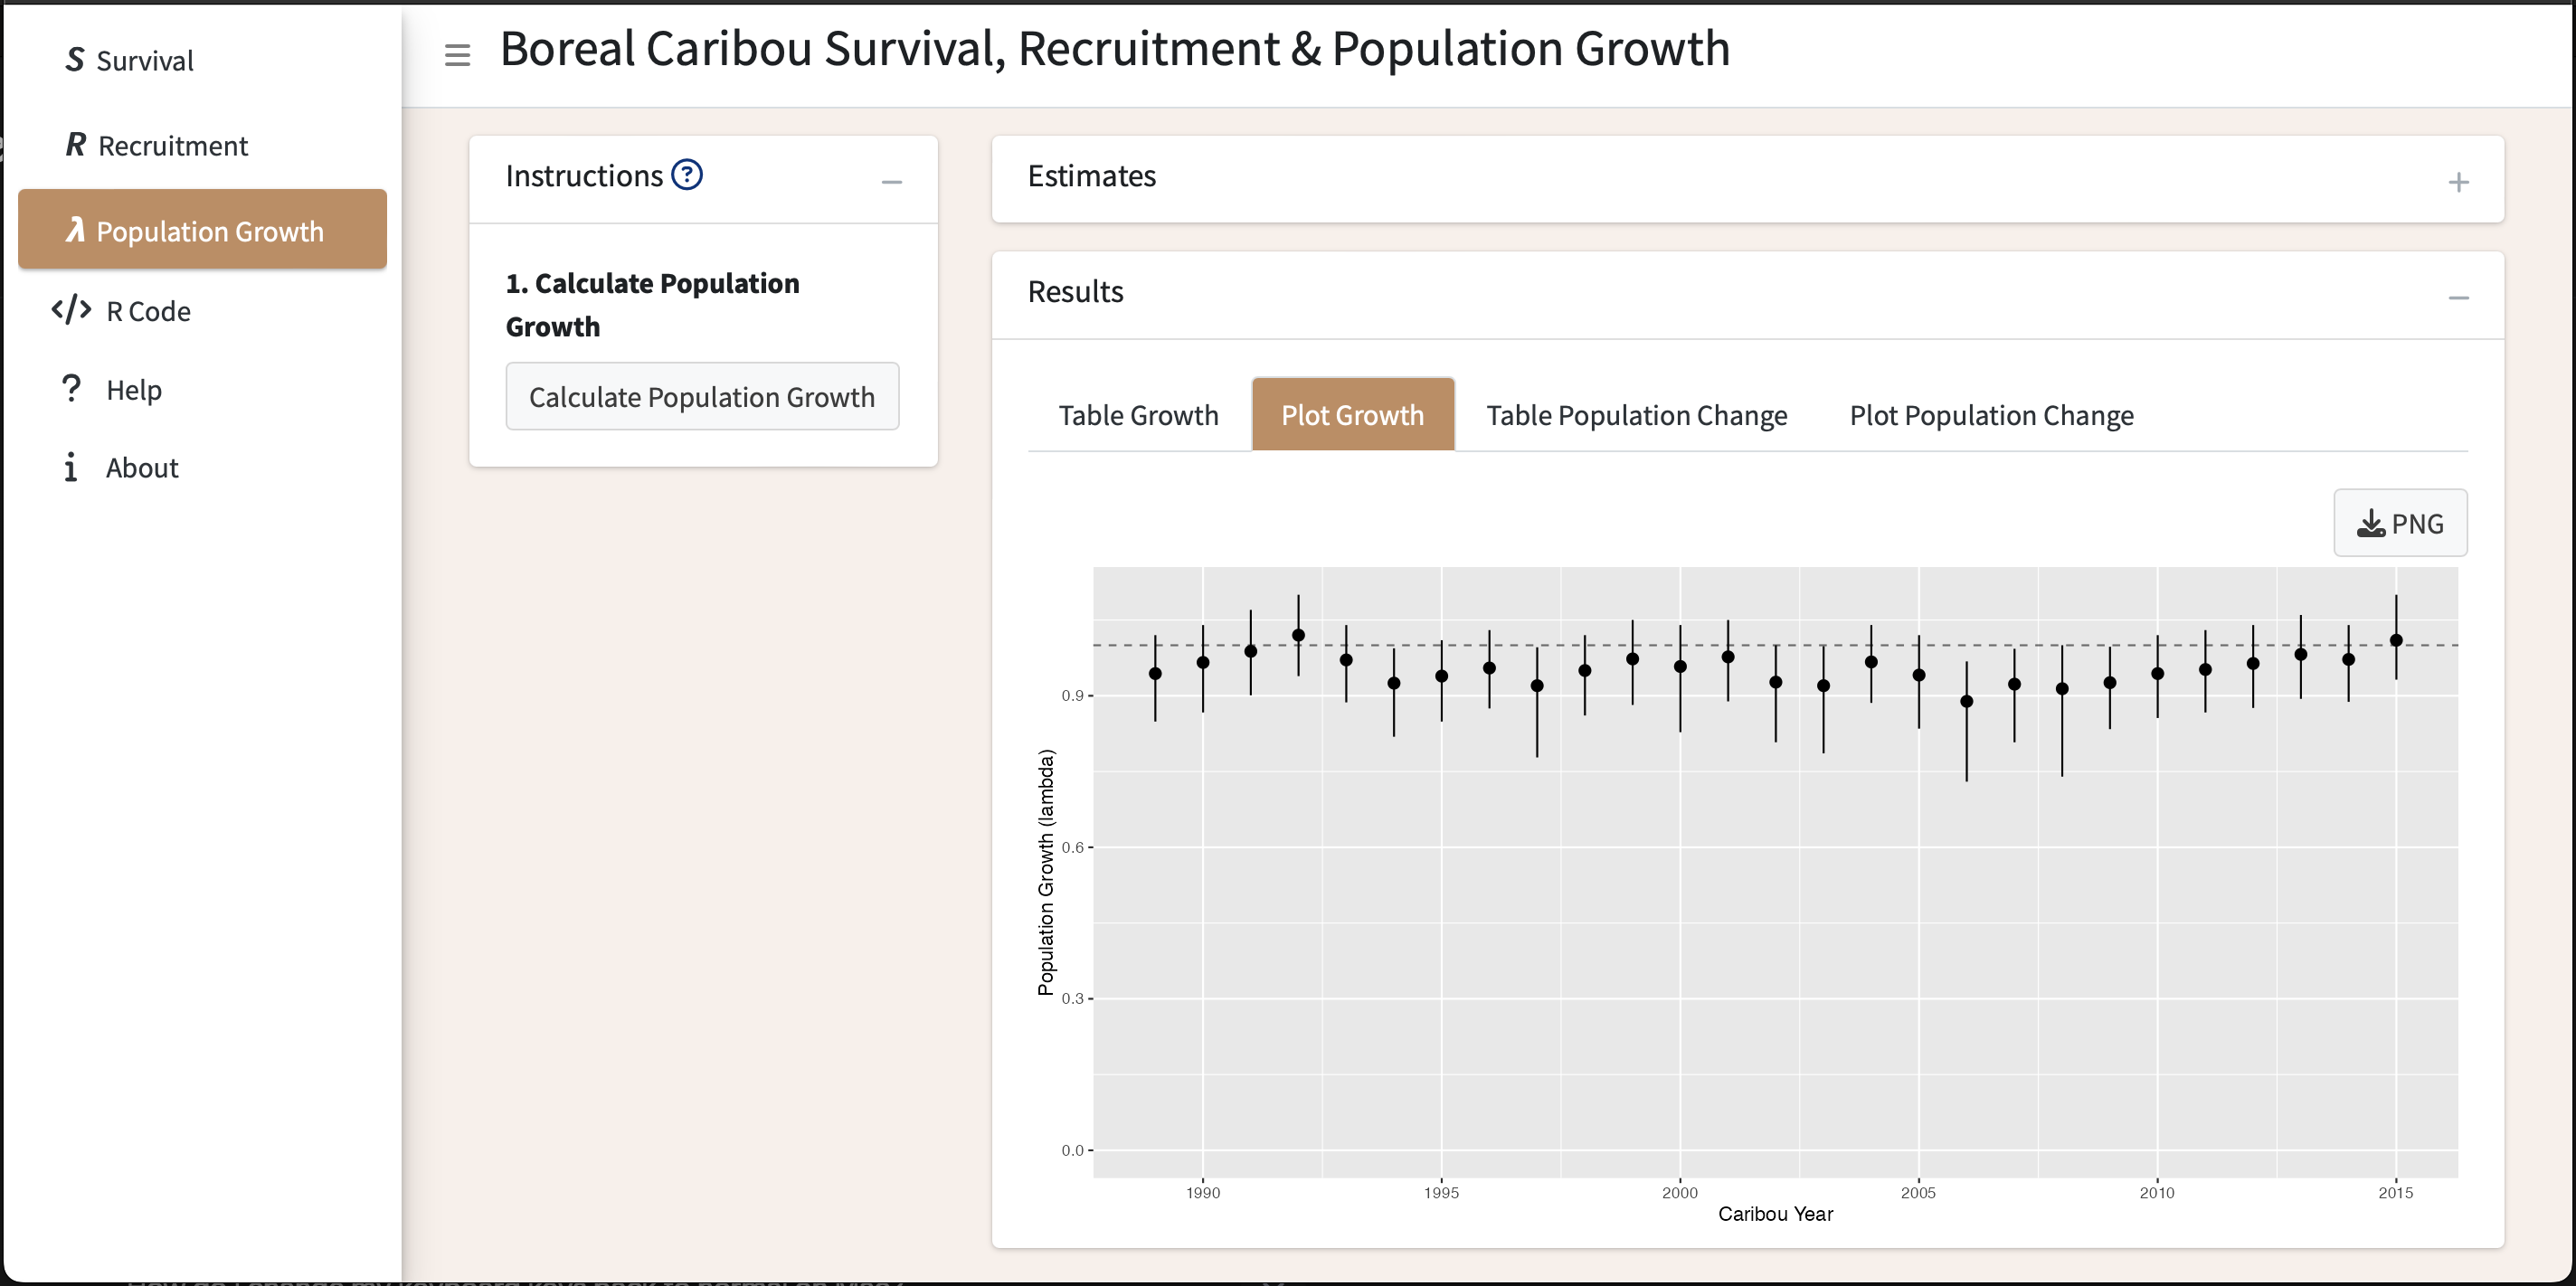 S Survival
R Recruitment
λ Population Growth
</> R Code
? Help
i About
☰ Boreal Caribou Survival, Recruitment & Population Growth
Instructions ?
1. Calculate Population
Growth
Calculate Population Growth
Estimates
Results
Table Growth Plot Growth Table Population Change Plot Population Change
PNG
Population Growth (lambda)
0.9
0.6
0.3
0.0
1990 1995 2000 2005 2010 2015
Caribou Year